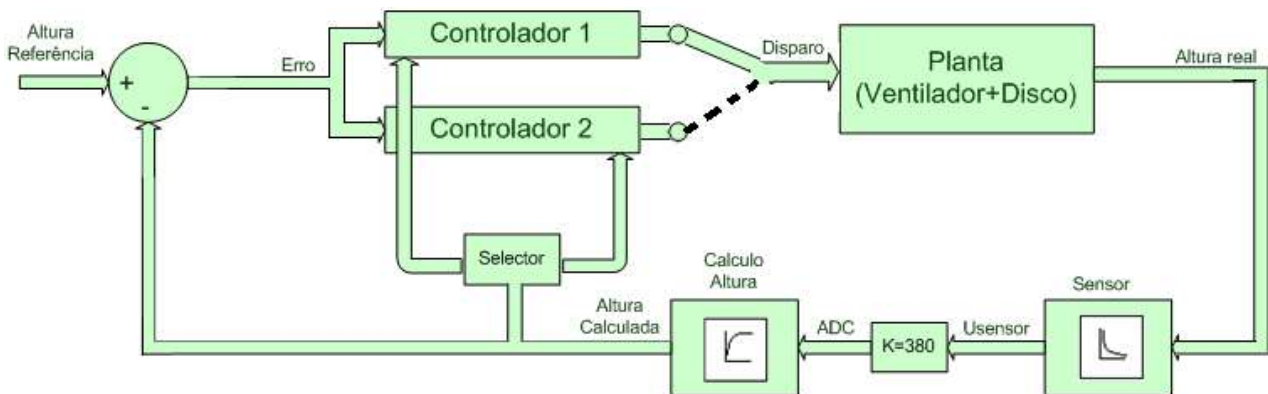 Altura
Referência
+
-
Erro
Controlador 1
Controlador 2
Disparo
Planta
(Ventilador+Disco)
Altura real
Selector
Altura
Calculada
Calculo
Altura
ADC
K=380
Usensor
Sensor